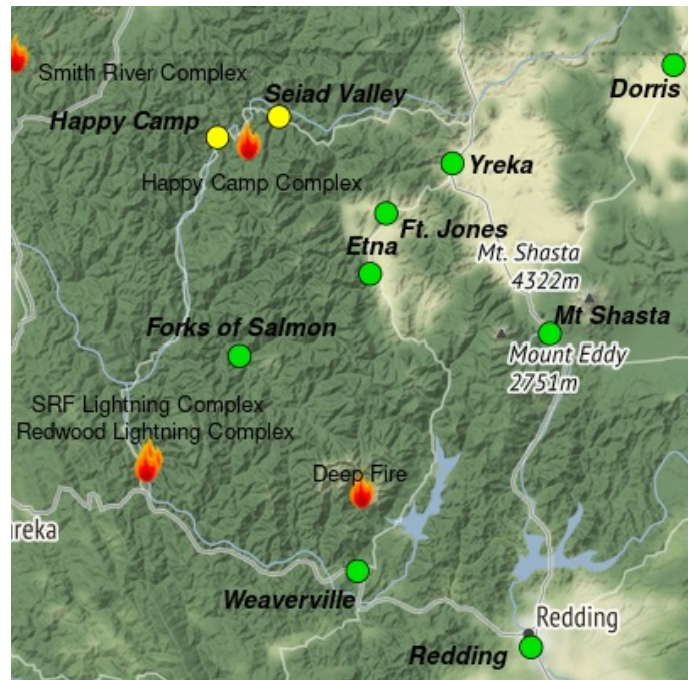 Smith River Complex
Dorris
Seiad Valley
Happy Camp
Yreka
Happy Camp Complex
Ft. Jones
Etna
Mt. Shasta
4322m
Mt Shasta
Forks of Salmon
Mount Eddy
2751m
SRF Lightning Complex
Redwood Lightning Complex
Deep Fire
ureka
Weaverville
Redding
Redding